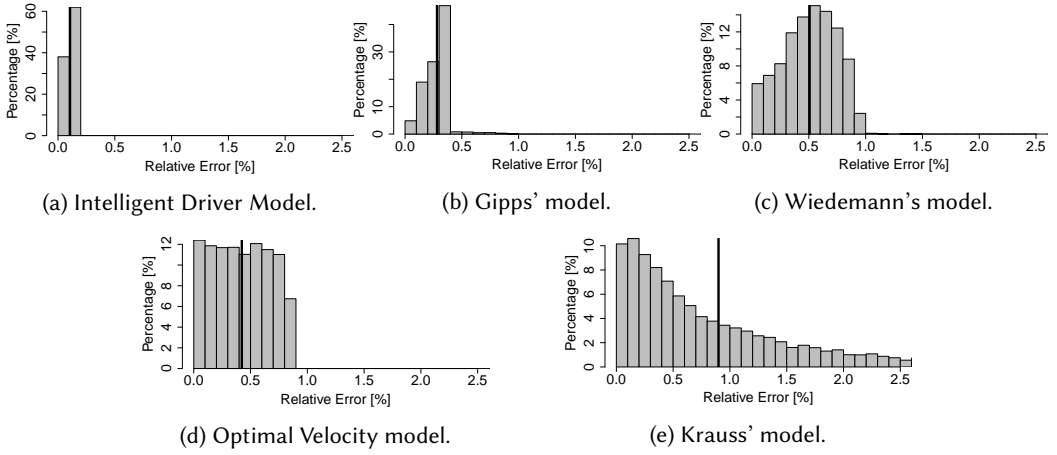 Percentage [%]
0 20 40 60
0.0 0.5 1.0 1.5 2.0 2.5
Relative Error [%]
(a) Intelligent Driver Model.
Percentage [%]
0 10 30
0.0 0.5 1.0 1.5 2.0 2.5
Relative Error [%]
(b) Gipps’ model.
Percentage [%]
0 4 8 12
0.0 0.5 1.0 1.5 2.0 2.5
Relative Error [%]
(c) Wiedemann’s model.
Percentage [%]
0 2 4 6 8 12
0.0 0.5 1.0 1.5 2.0 2.5
Relative Error [%]
(d) Optimal Velocity model.
Percentage [%]
0 2 4 6 8 10
0.0 0.5 1.0 1.5 2.0 2.5
Relative Error [%]
(e) Krauss’ model.